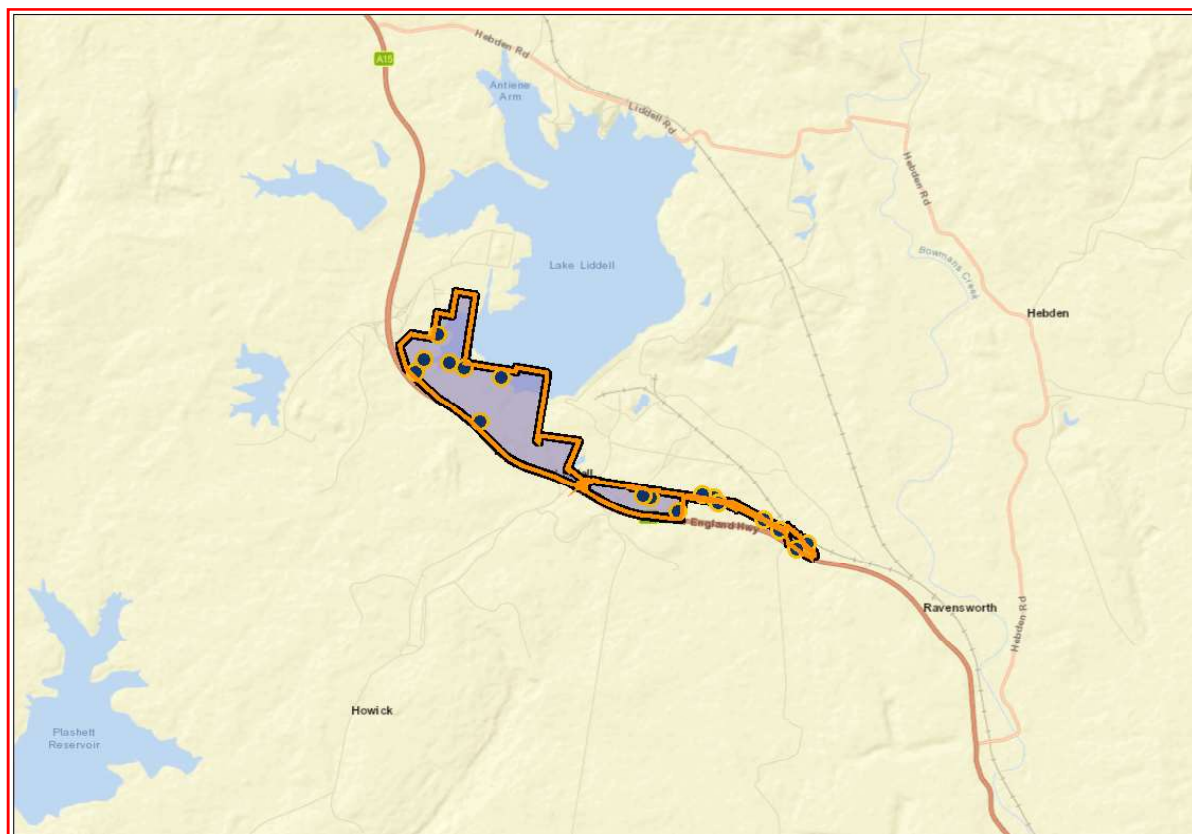 Hebden Rd
A15
Antiene
Arm
Liddell Rd
Hebden Rd
Bowmans Creek
Lake Liddell
Hebden
England Hwy
Ravensworth
Hebden Rd
Howick
Plashett
Reservoir